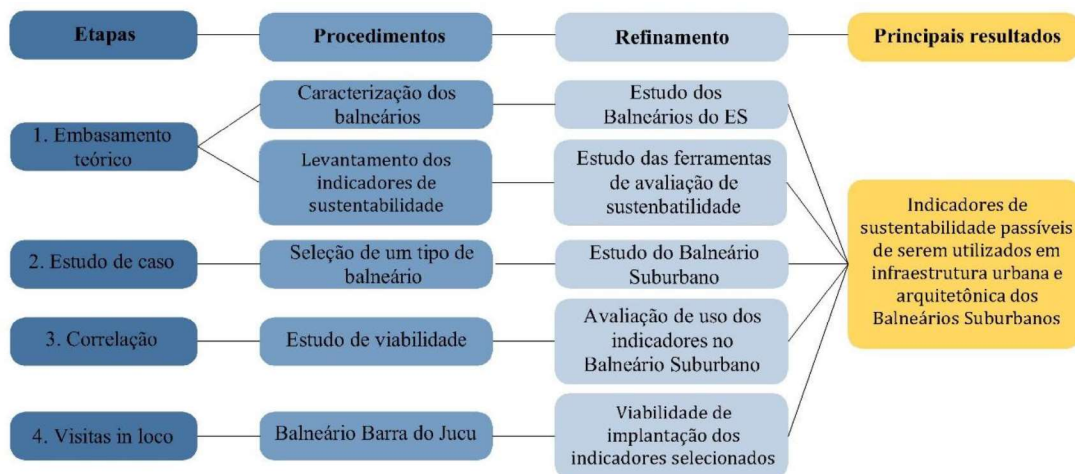 Etapas
Procedimentos
Refinamento
Principais resultados
1. Embasamento
teórico
Caracterização dos
balneários
Estudo dos
Balneários do ES
Levantamento dos
indicadores de
sustentabilidade
Estudo das ferramentas
de avaliação de
sustenbatilidade
2. Estudo de caso
Seleção de um tipo de
balneário
Estudo do Balneário
Suburbano
3. Correlação
Estudo de viabilidade
Avaliação de uso dos
indicadores no
Balneário Suburbano
4. Visitas in loco
Balneário Barra do Jucu
Viabilidade de
implantação dos
indicadores selecionados
Indicadores de
sustentabilidade passíveis
de serem utilizados em
infraestrutura urbana e
arquitetônica dos
Balneários Suburbanos